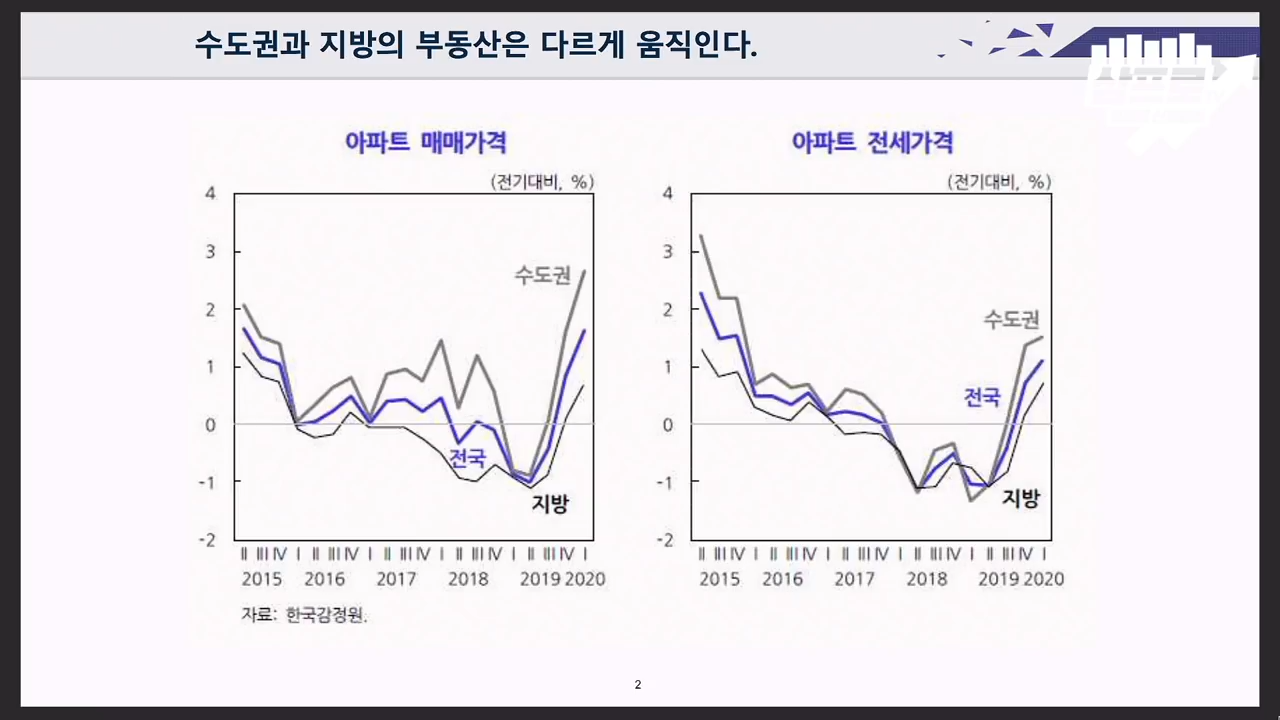 수도권과 지방의 부동산은 다르게 움직인다.
아파트 매매가격
(전기대비, %)
4
3
2
1
0
-1
-2
수도권
전국
지방
Ⅱ Ⅲ Ⅳ Ⅰ Ⅱ Ⅲ Ⅳ Ⅰ Ⅱ Ⅲ Ⅳ Ⅰ Ⅱ Ⅲ Ⅳ Ⅰ Ⅱ Ⅲ Ⅳ Ⅰ
2015 2016 2017 2018 2019 2020
자료: 한국감정원.
아파트 전세가격
(전기대비, %)
4
3
2
1
0
-1
-2
수도권
전국
지방
Ⅱ Ⅲ Ⅳ Ⅰ Ⅱ Ⅲ Ⅳ Ⅰ Ⅱ Ⅲ Ⅳ Ⅰ Ⅱ Ⅲ Ⅳ Ⅰ Ⅱ Ⅲ Ⅳ Ⅰ
2015 2016 2017 2018 2019 2020
2